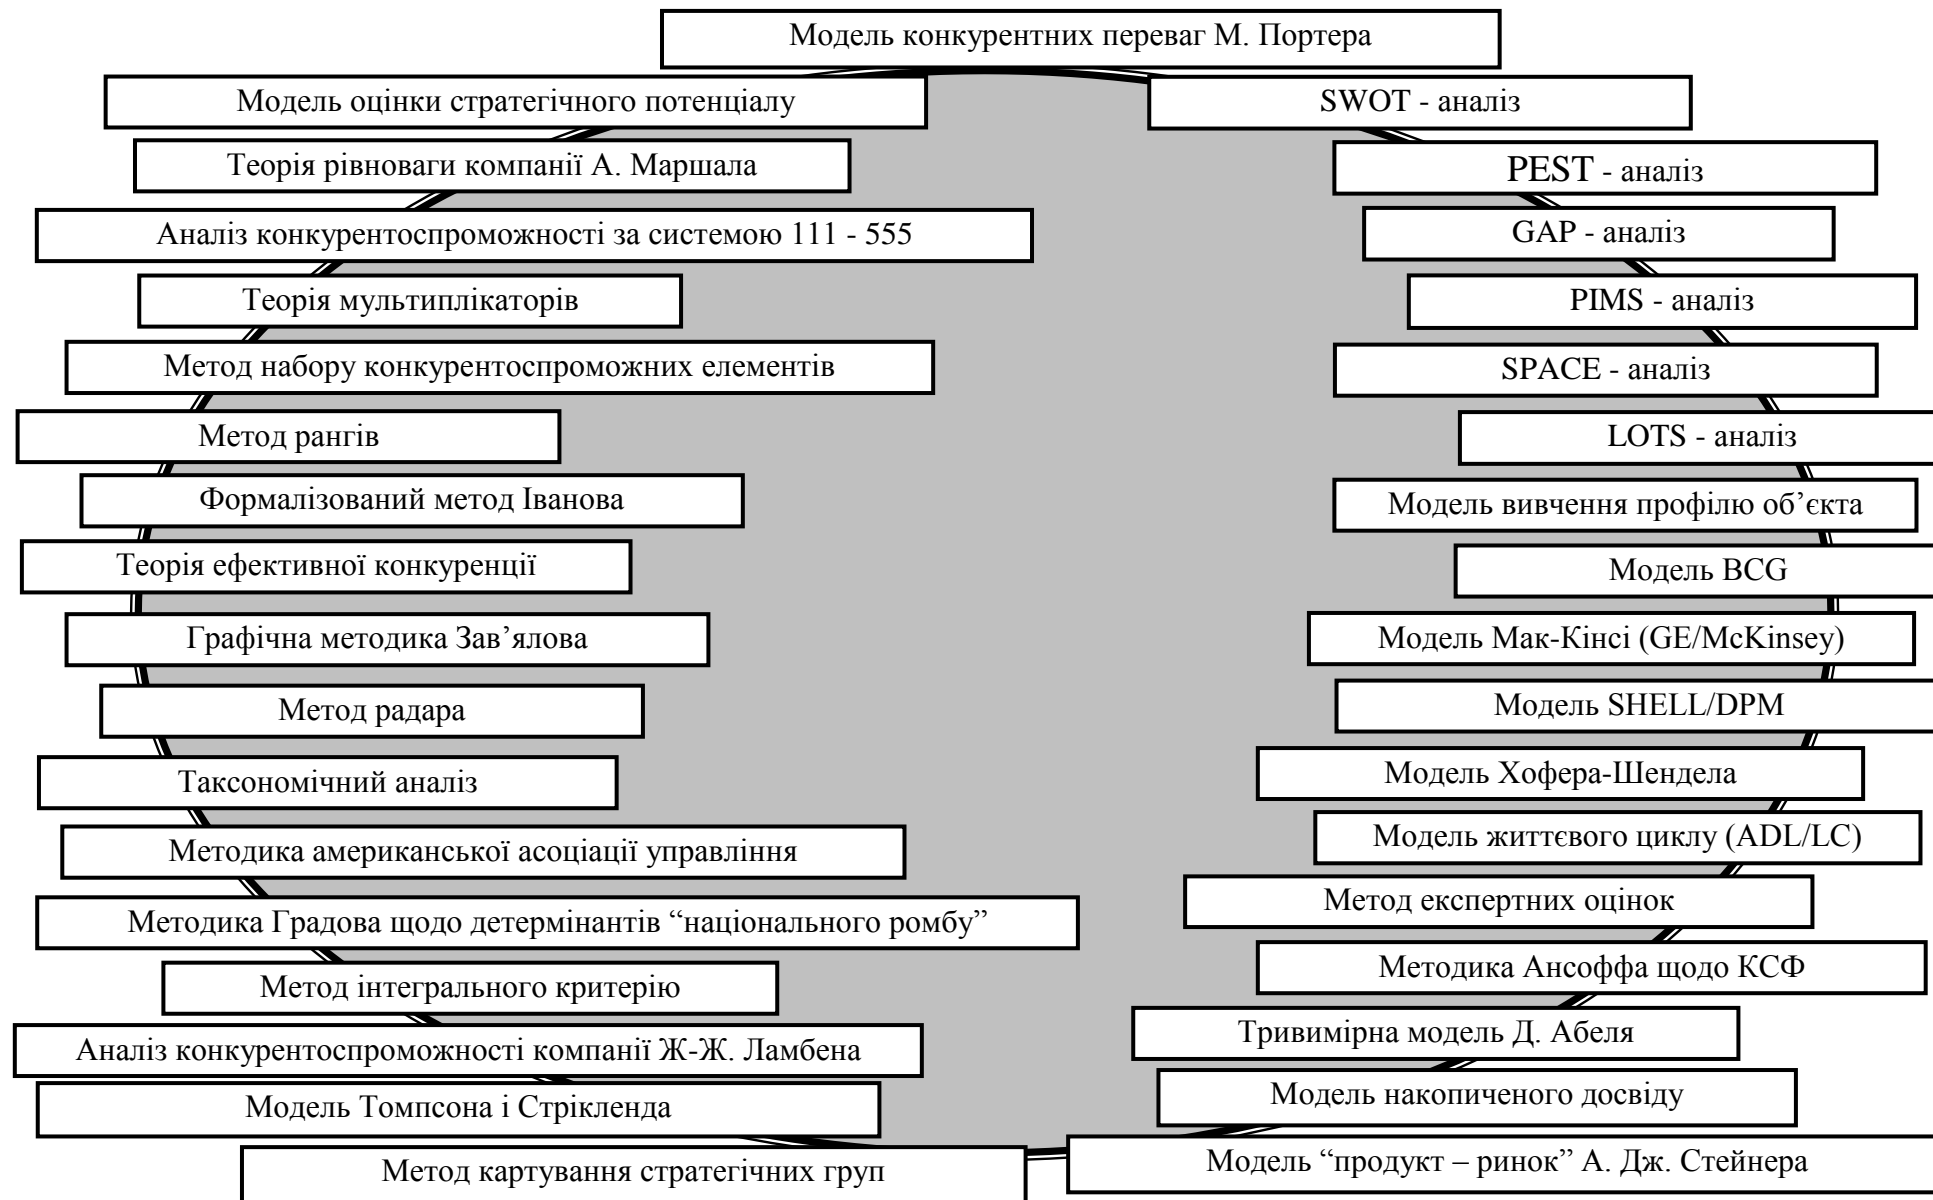 Модель конкурентних переваг М. Портера
Модель оцінки стратегічного потенціалу
SWOT - аналіз
Теорія рівноваги компанії А. Маршала
PEST - аналіз
Аналіз конкурентоспроможності за системою 111 - 555
GAP - аналіз
Теорія мультиплікаторів
PIMS - аналіз
Метод набору конкурентоспроможних елементів
SPACE - аналіз
Метод рангів
LOTS - аналіз
Формалізований метод Іванова
Модель вивчення профілю об’єкта
Теорія ефективної конкуренції
Модель BCG
Графічна методика Зав’ялова
Модель Мак-Кінсі (GE/McKinsey)
Метод радара
Модель SHELL/DPM
Таксономічний аналіз
Модель Хофера-Шендела
Методика американської асоціації управління
Модель життєвого циклу (ADL/LC)
Методика Градова щодо детермінантів “національного ромбу”
Метод експертних оцінок
Метод інтегрального критерію
Методика Ансоффа щодо КСФ
Аналіз конкурентоспроможності компанії Ж-Ж. Ламбена
Тривимірна модель Д. Абеля
Модель Томпсона і Стрікленда
Модель накопиченого досвіду
Метод картування стратегічних груп
Модель “продукт – ринок” А. Дж. Стейнера